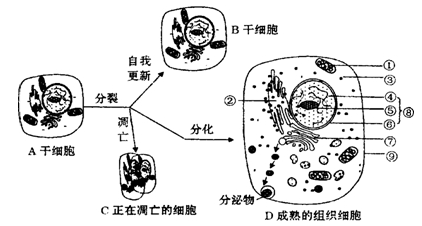 B 干细胞
自我
更新
分裂
A 干细胞
凋
亡
分化
C 正在凋亡的细胞
分泌物
D 成熟的组织细胞
①
②
③
④
⑤
⑥
⑦
⑧
⑨